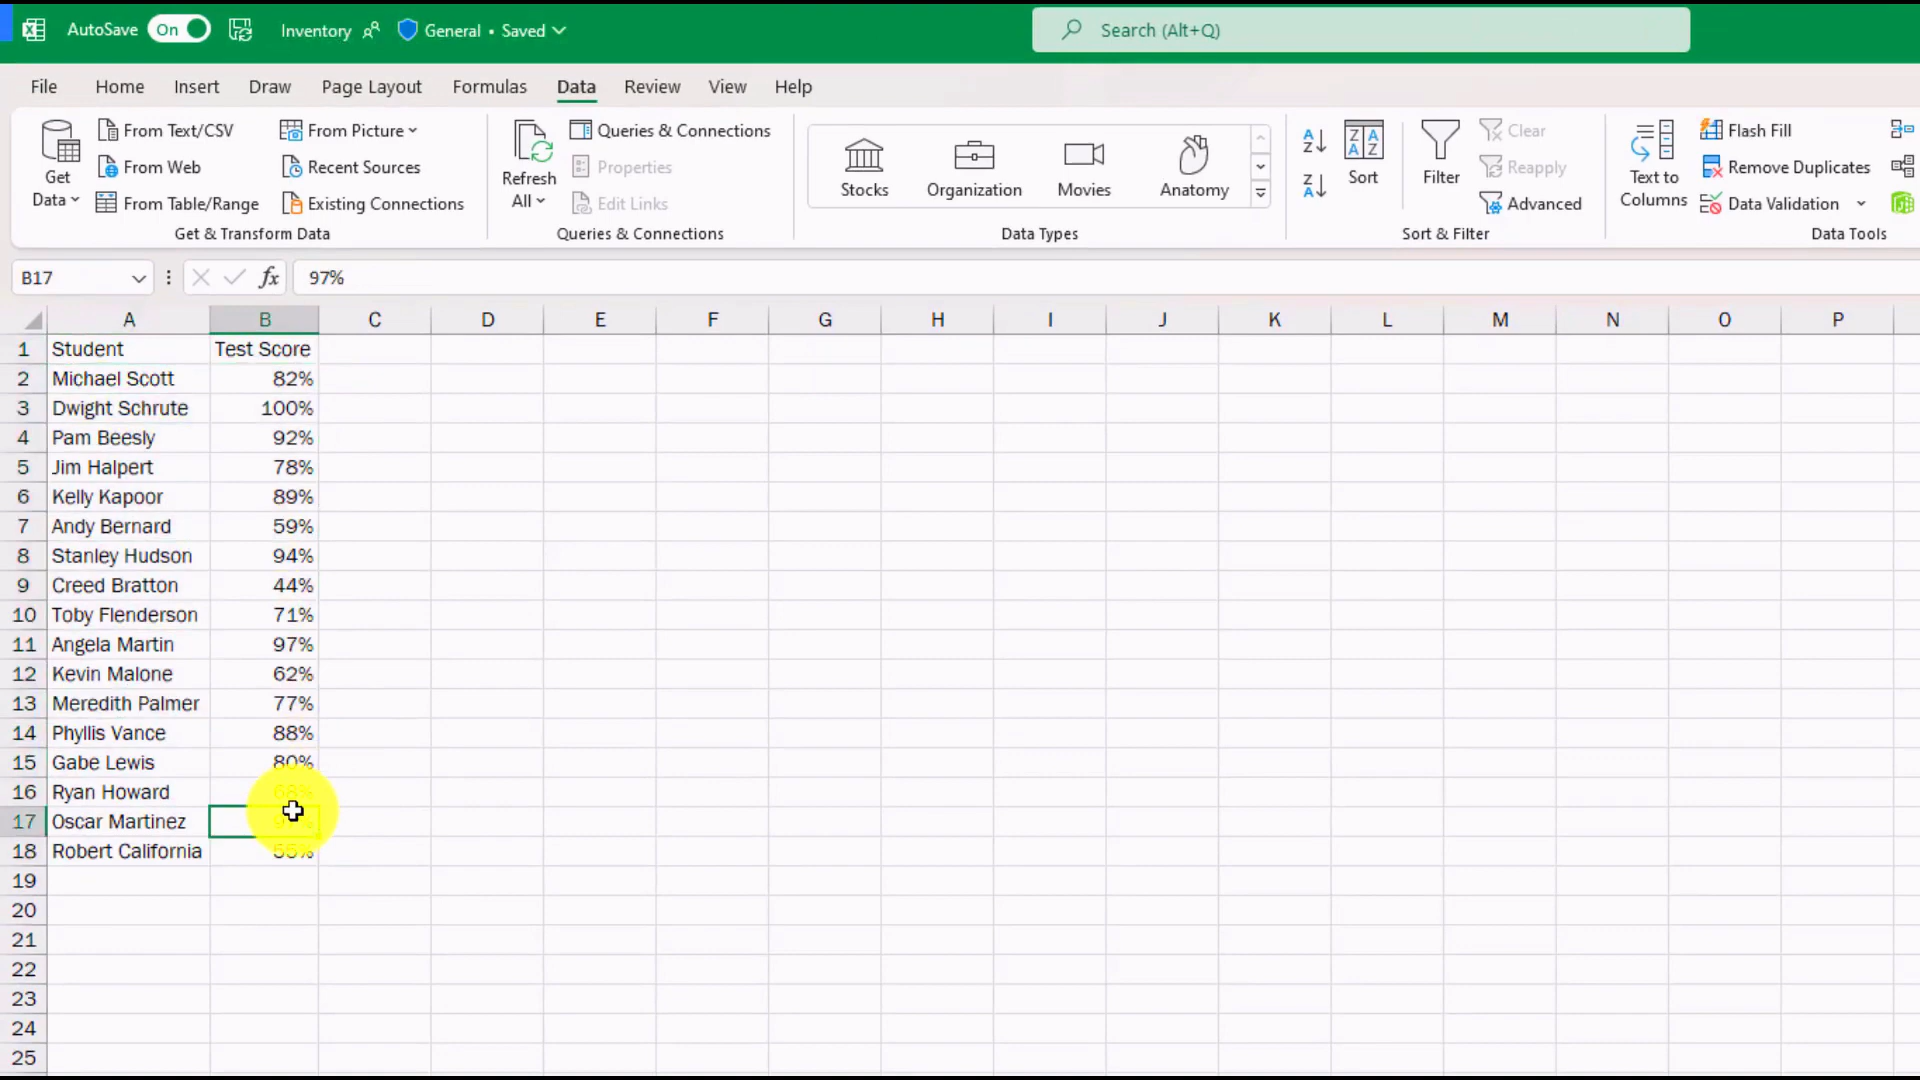 AutoSave On Inventory General • Saved Search (Alt+Q)
File Home Insert Draw Page Layout Formulas Data Review View Help
Get Data
From Text/CSV
From Web
From Table/Range
From Picture
Recent Sources
Existing Connections
Get & Transform Data
Refresh All
Queries & Connections
Properties
Edit Links
Queries & Connections
Stocks Organization Movies Anatomy
Data Types
Sort
Filter
Clear
Reapply
Advanced
Sort & Filter
Text to Columns
Flash Fill
Remove Duplicates
Data Validation
Data Tools
B17 fx 97%
A B C D E F G H I J K L M N O P
1 Student Test Score
2 Michael Scott 82%
3 Dwight Schrute 100%
4 Pam Beesly 92%
5 Jim Halpert 78%
6 Kelly Kapoor 89%
7 Andy Bernard 59%
8 Stanley Hudson 94%
9 Creed Bratton 44%
10 Toby Flenderson 71%
11 Angela Martin 97%
12 Kevin Malone 62%
13 Meredith Palmer 77%
14 Phyllis Vance 88%
15 Gabe Lewis 80%
16 Ryan Howard 68%
17 Oscar Martinez 97%
18 Robert California 55%
19
20
21
22
23
24
25